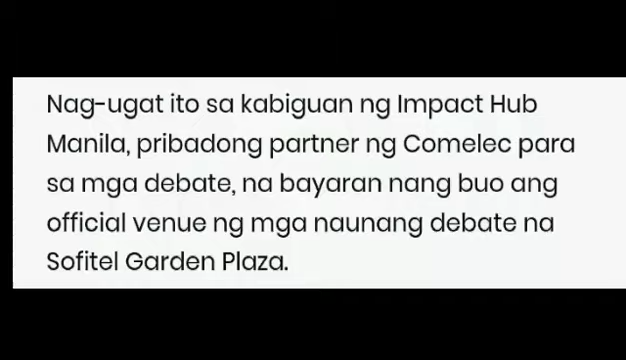 Nag-ugat ito sa kabiguan ng Impact Hub
Manila, pribadong partner ng Comelec para
sa mga debate, na bayaran nang buo ang
official venue ng mga naunang debate na
Sofitel Garden Plaza.